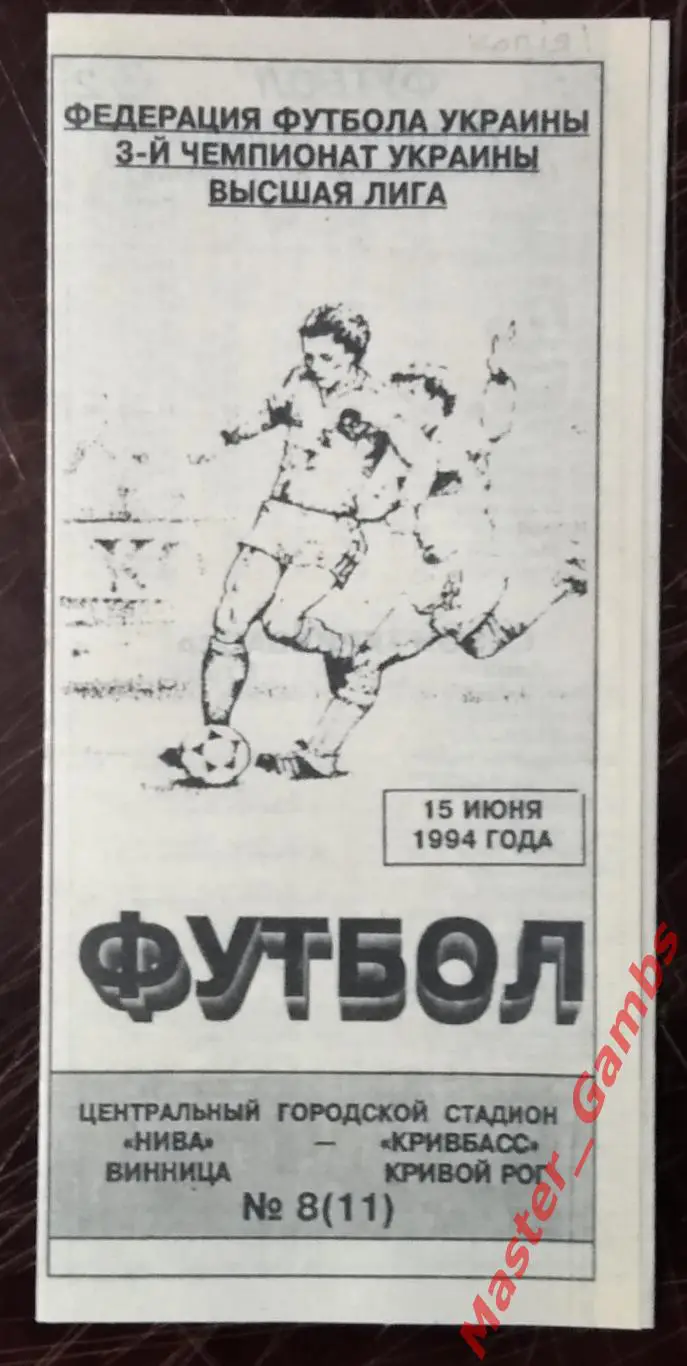 ФЕДЕРАЦИЯ ФУТБОЛА УКРАИНЫ
3-Й ЧЕМПИОНАТ УКРАИНЫ
ВЫСШАЯ ЛИГА
15 ИЮНЯ
1994 ГОДА
ФУТБОЛ
ЦЕНТРАЛЬНЫЙ ГОРОДСКОЙ СТАДИОН
«НИВА» — «КРИВБАСС»
ВИННИЦА КРИВОЙ РОГ
№ 8(11)
Master_Gambs